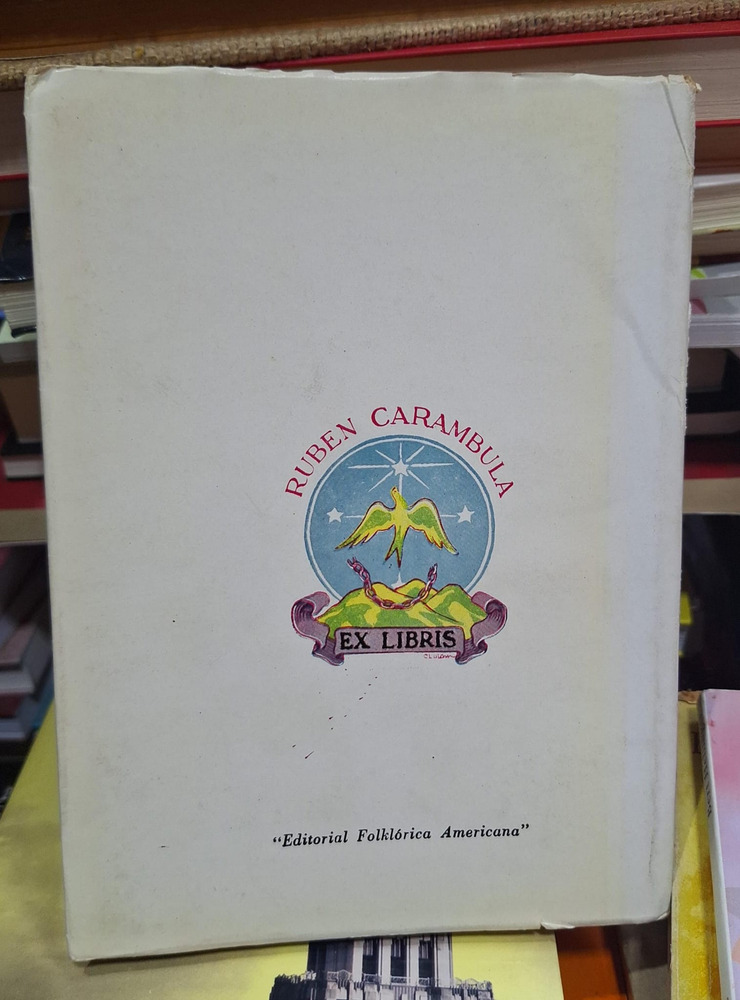 RUBEN CARAMBULA
EX LIBRIS
"Editorial Folklórica Americana"